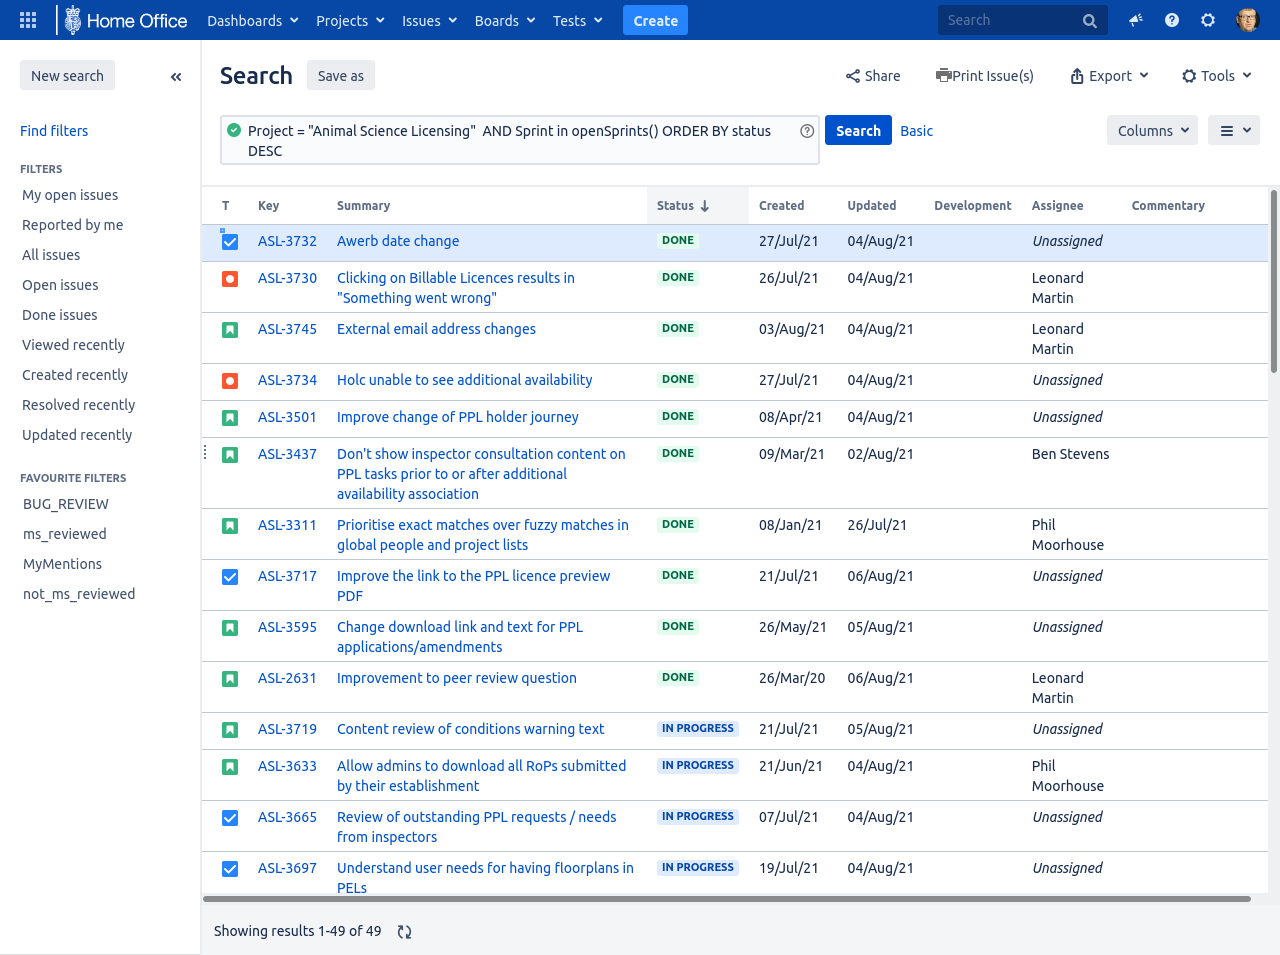 Home Office Dashboards Projects Issues Boards Tests Create Search
New search
Search Save as Share Print Issue(s) Export Tools
Find filters
Project = "Animal Science Licensing" AND Sprint in openSprints() ORDER BY status
DESC
Search Basic Columns
FILTERS
My open issues
Reported by me
All issues
Open issues
Done issues
Viewed recently
Created recently
Resolved recently
Updated recently
FAVOURITE FILTERS
BUG_REVIEW
ms_reviewed
MyMentions
not_ms_reviewed
T Key Summary Status Created Updated Development Assignee Commentary
ASL-3732 Awerb date change DONE 27/Jul/21 04/Aug/21 Unassigned
ASL-3730 Clicking on Billable Licences results in DONE 26/Jul/21 04/Aug/21 Leonard
"Something went wrong" Martin
ASL-3745 External email address changes DONE 03/Aug/21 04/Aug/21 Leonard
Martin
ASL-3734 Holc unable to see additional availability DONE 27/Jul/21 04/Aug/21 Unassigned
ASL-3501 Improve change of PPL holder journey DONE 08/Apr/21 04/Aug/21 Unassigned
ASL-3437 Don't show inspector consultation content on DONE 09/Mar/21 02/Aug/21 Ben Stevens
PPL tasks prior to or after additional
availability association
ASL-3311 Prioritise exact matches over fuzzy matches in DONE 08/Jan/21 26/Jul/21 Phil
global people and project lists Moorhouse
ASL-3717 Improve the link to the PPL licence preview DONE 21/Jul/21 06/Aug/21 Unassigned
PDF
ASL-3595 Change download link and text for PPL DONE 26/May/21 05/Aug/21 Unassigned
applications/amendments
ASL-2631 Improvement to peer review question DONE 26/Mar/20 06/Aug/21 Leonard
Martin
ASL-3719 Content review of conditions warning text IN PROGRESS 21/Jul/21 05/Aug/21 Unassigned
ASL-3633 Allow admins to download all RoPs submitted IN PROGRESS 21/Jun/21 04/Aug/21 Phil
by their establishment Moorhouse
ASL-3665 Review of outstanding PPL requests / needs IN PROGRESS 07/Jul/21 04/Aug/21 Unassigned
from inspectors
ASL-3697 Understand user needs for having floorplans in IN PROGRESS 19/Jul/21 04/Aug/21 Unassigned
PELs
Showing results 1-49 of 49